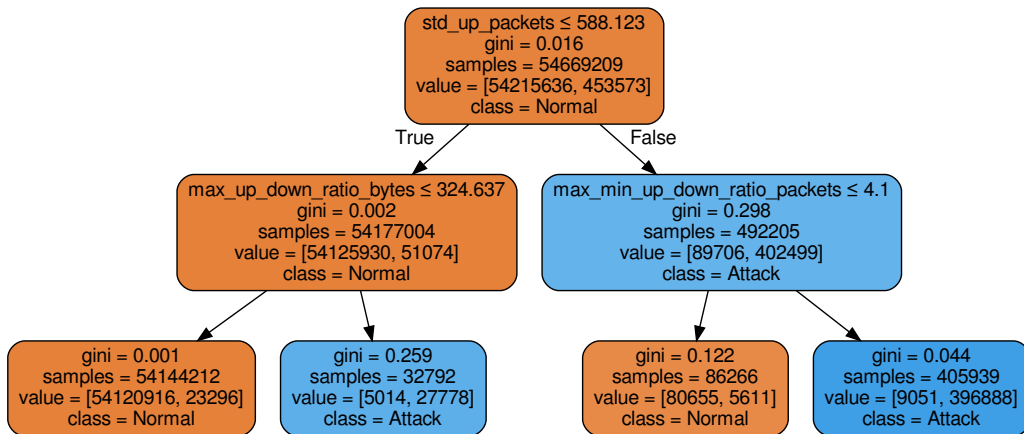 std_up_packets ≤ 588.123
gini = 0.016
samples = 54669209
value = [54215636, 453573]
class = Normal
True
False
max_up_down_ratio_bytes ≤ 324.637
gini = 0.002
samples = 54177004
value = [54125930, 51074]
class = Normal
max_min_up_down_ratio_packets ≤ 4.1
gini = 0.298
samples = 492205
value = [89706, 402499]
class = Attack
gini = 0.001
samples = 54144212
value = [54120916, 23296]
class = Normal
gini = 0.259
samples = 32792
value = [5014, 27778]
class = Attack
gini = 0.122
samples = 86266
value = [80655, 5611]
class = Normal
gini = 0.044
samples = 405939
value = [9051, 396888]
class = Attack